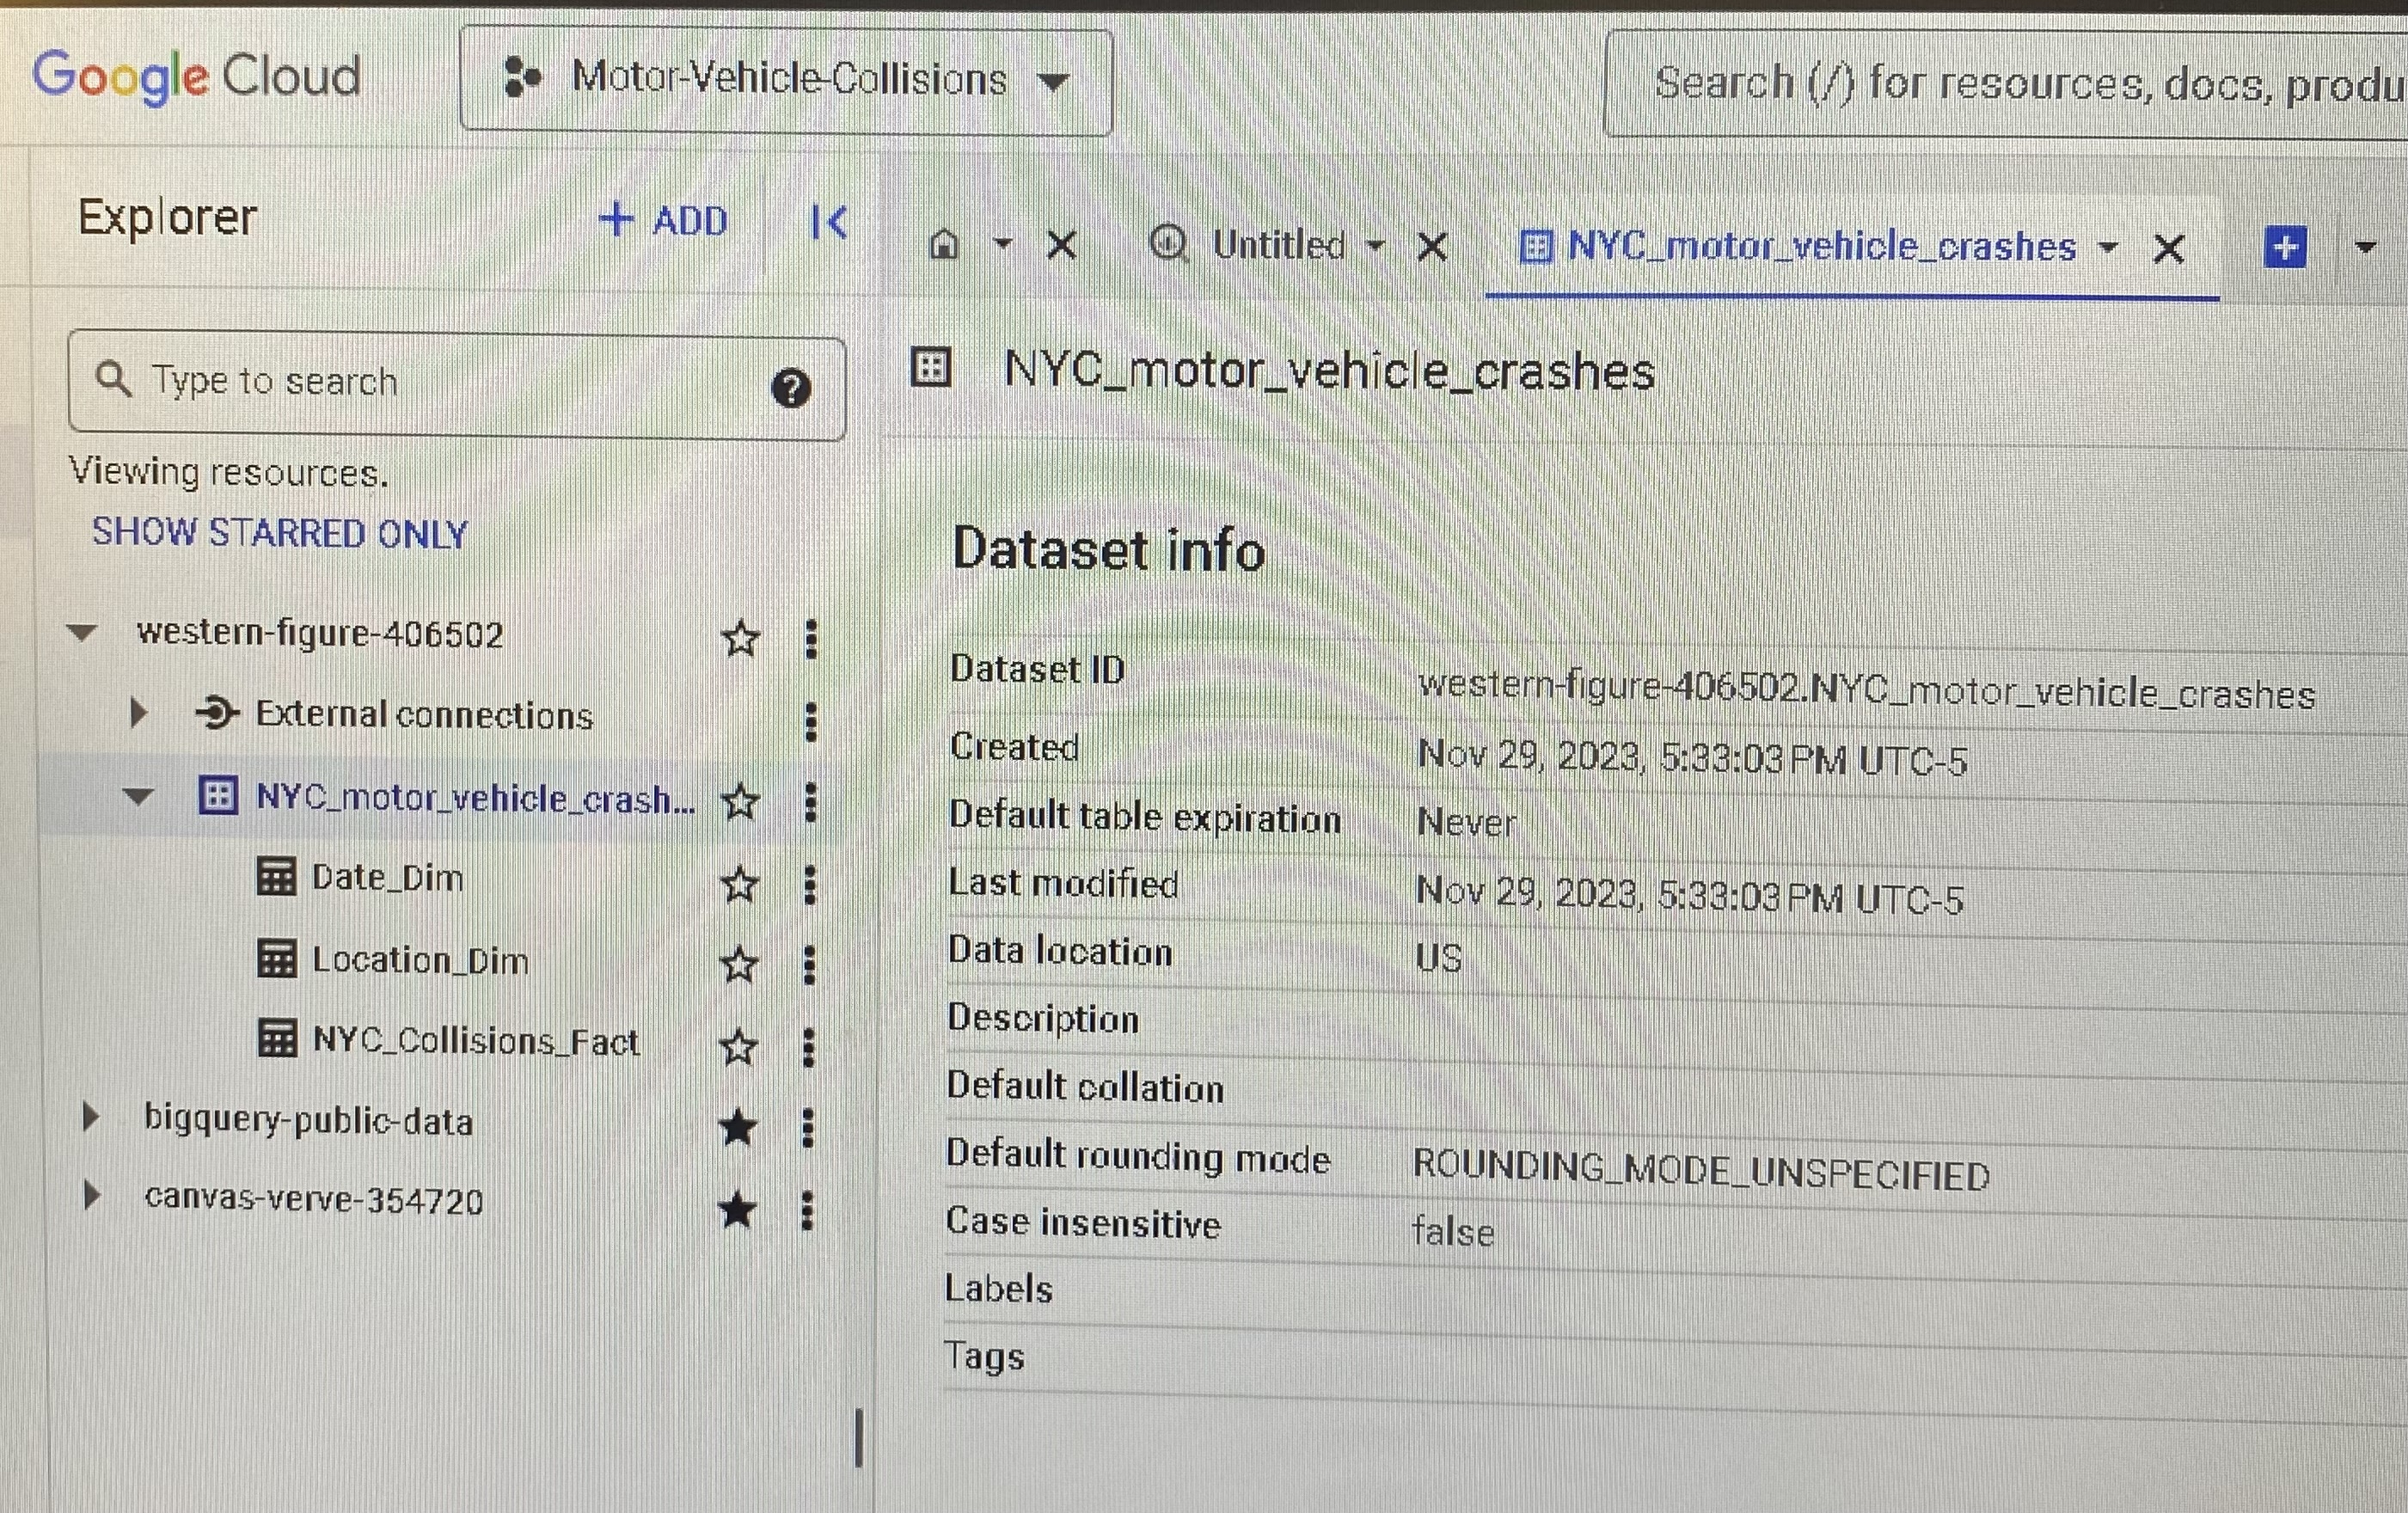 Google Cloud
Motor-Vehicle-Collisions
Search (/) for resources, docs, produ
Explorer
+ ADD
Untitled
NYC_motor_vehicle_crashes
Type to search
NYC_motor_vehicle_crashes
Viewing resources.
SHOW STARRED ONLY
western-figure-406502
External connections
NYC_motor_vehicle_crash...
Date_Dim
Location_Dim
NYC_Collisions_Fact
bigquery-public-data
canvas-verve-354720
Dataset info
Dataset ID western-figure-406502.NYC_motor_vehicle_crashes
Created Nov 29, 2023, 5:33:03 PM UTC-5
Default table expiration Never
Last modified Nov 29, 2023, 5:33:03 PM UTC-5
Data location US
Description
Default collation
Default rounding mode ROUNDING_MODE_UNSPECIFIED
Case insensitive false
Labels
Tags